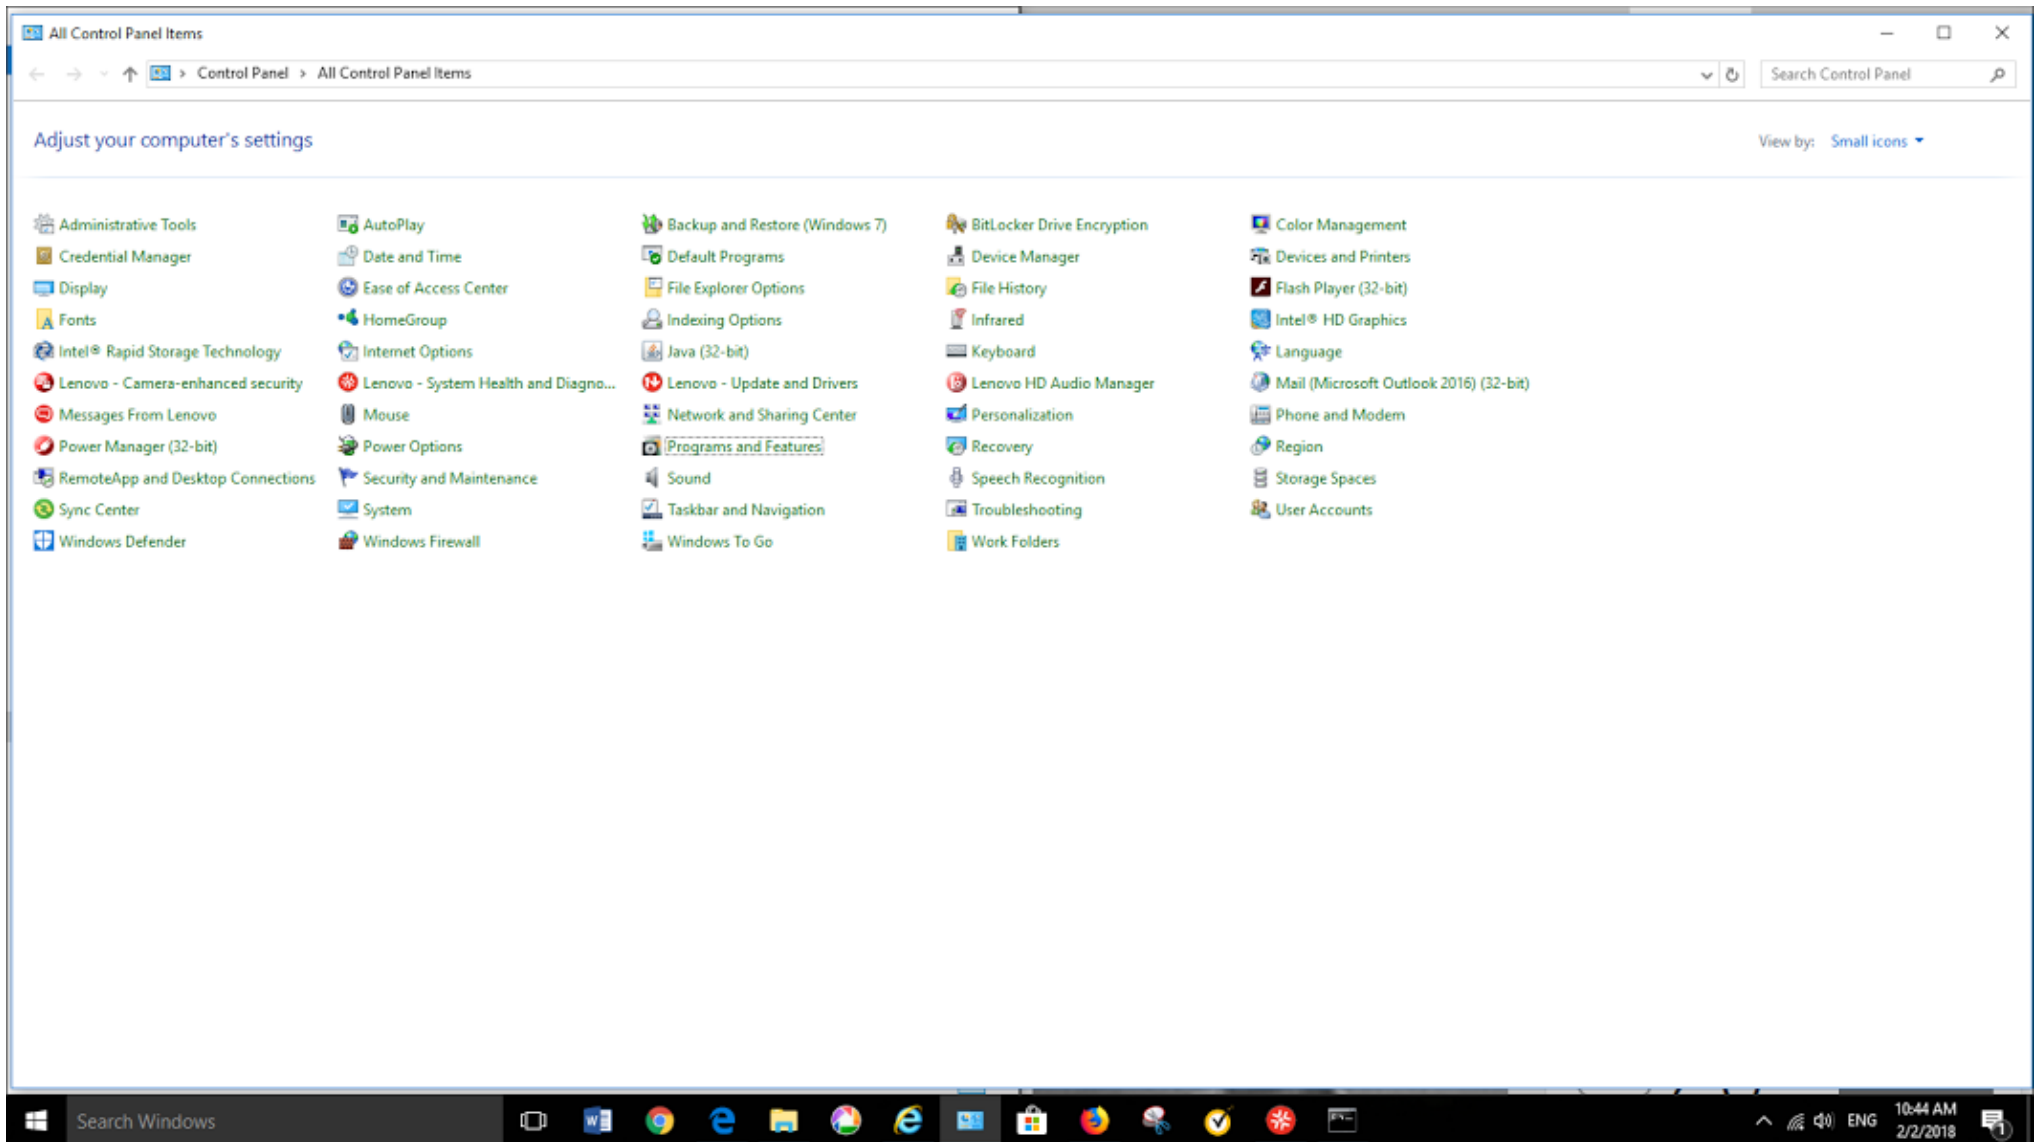 All Control Panel Items
Control Panel > All Control Panel Items
Search Control Panel
Adjust your computer's settings
View by: Small icons
Administrative Tools AutoPlay Backup and Restore (Windows 7) BitLocker Drive Encryption Color Management
Credential Manager Date and Time Default Programs Device Manager Devices and Printers
Display Ease of Access Center File Explorer Options File History Flash Player (32-bit)
Fonts HomeGroup Indexing Options Infrared Intel® HD Graphics
Intel® Rapid Storage Technology Internet Options Java (32-bit) Keyboard Language
Lenovo - Camera-enhanced security Lenovo - System Health and Diagno... Lenovo - Update and Drivers Lenovo HD Audio Manager Mail (Microsoft Outlook 2016) (32-bit)
Messages From Lenovo Mouse Network and Sharing Center Personalization Phone and Modem
Power Manager (32-bit) Power Options Programs and Features Recovery Region
RemoteApp and Desktop Connections Security and Maintenance Sound Speech Recognition Storage Spaces
Sync Center System Taskbar and Navigation Troubleshooting User Accounts
Windows Defender Windows Firewall Windows To Go Work Folders
Search Windows
ENG
10:44 AM
2/2/2018
1